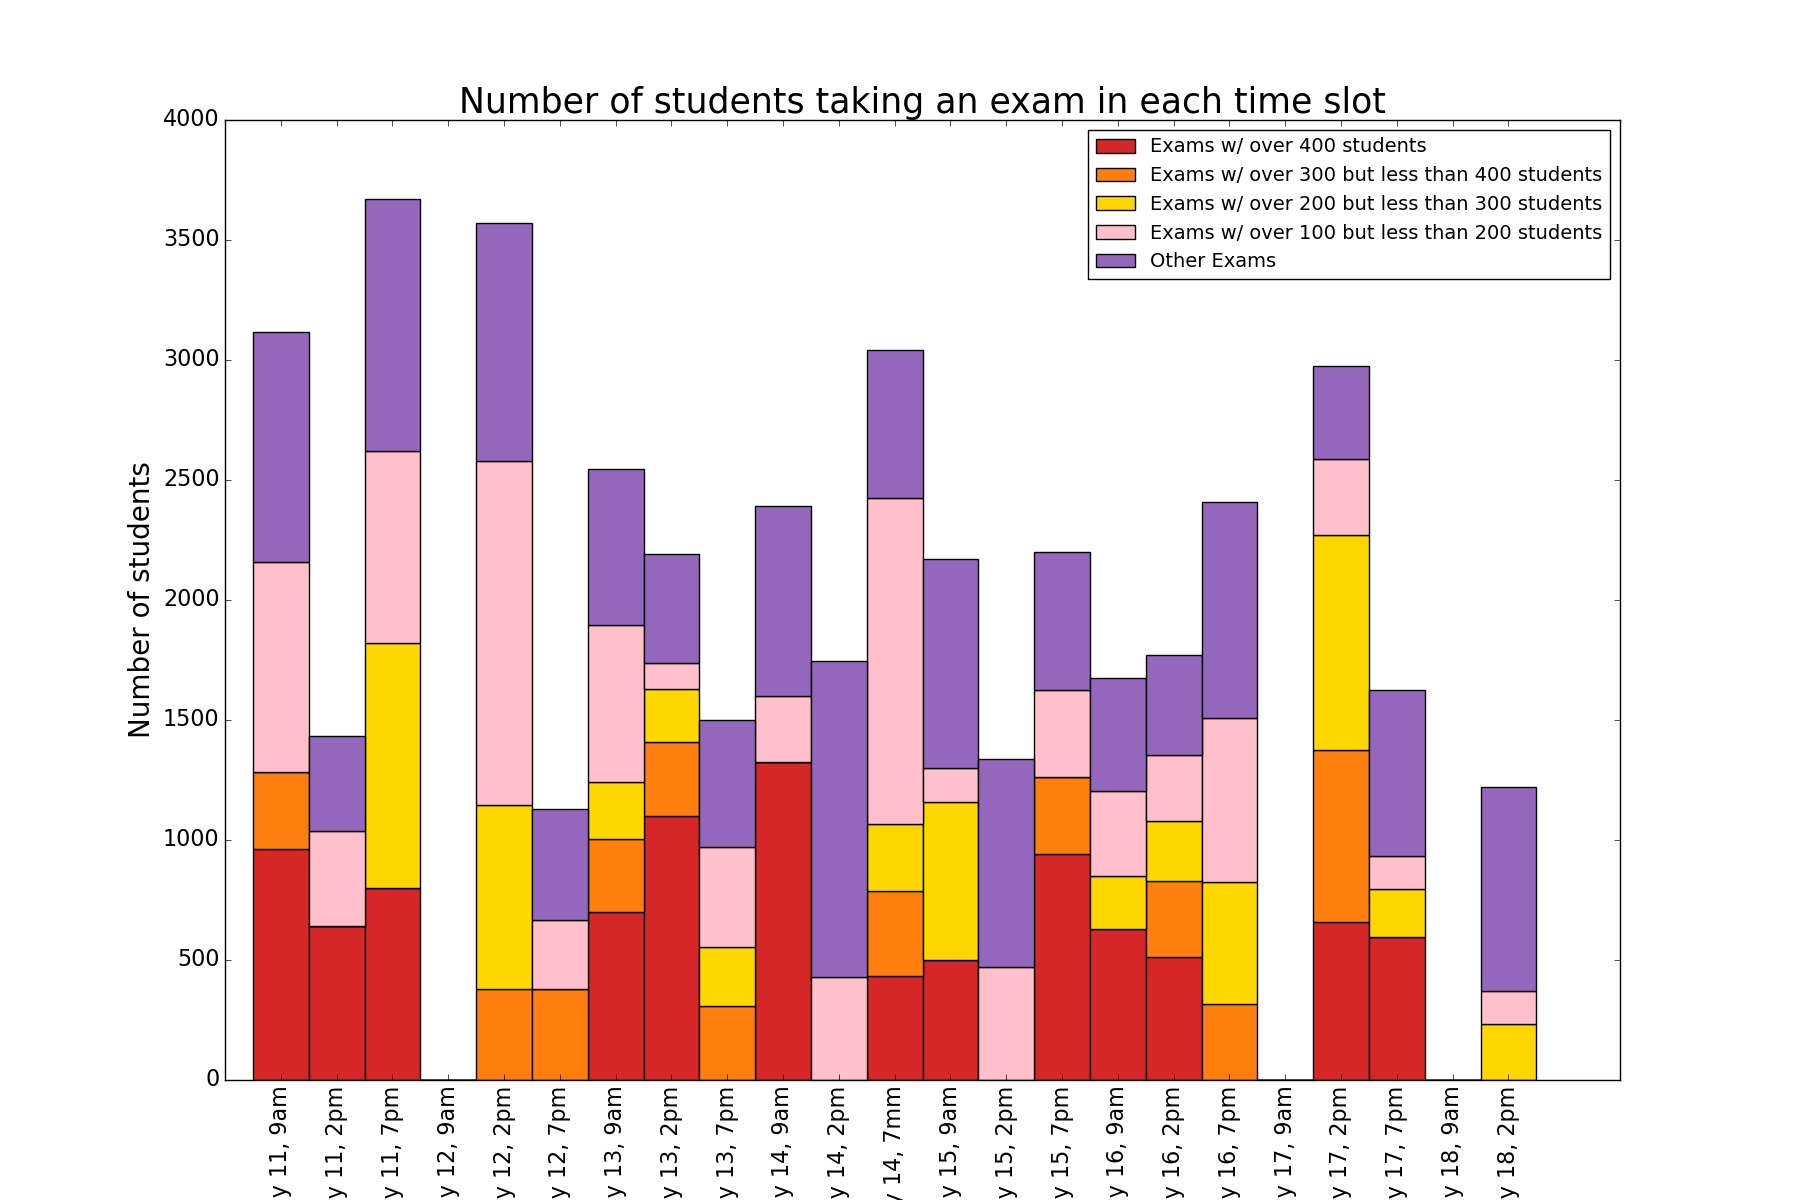 Number of students taking an exam in each time slot
Number of students
4000
3500
3000
2500
2000
1500
1000
500
0
Exams w/ over 400 students
Exams w/ over 300 but less than 400 students
Exams w/ over 200 but less than 300 students
Exams w/ over 100 but less than 200 students
Other Exams
y 11, 9am
y 11, 2pm
y 11, 7pm
y 12, 9am
y 12, 2pm
y 12, 7pm
y 13, 9am
y 13, 2pm
y 13, 7pm
y 14, 9am
y 14, 2pm
y 14, 7mm
y 15, 9am
y 15, 2pm
y 15, 7pm
y 16, 9am
y 16, 2pm
y 16, 7pm
y 17, 9am
y 17, 2pm
y 17, 7pm
y 18, 9am
y 18, 2pm